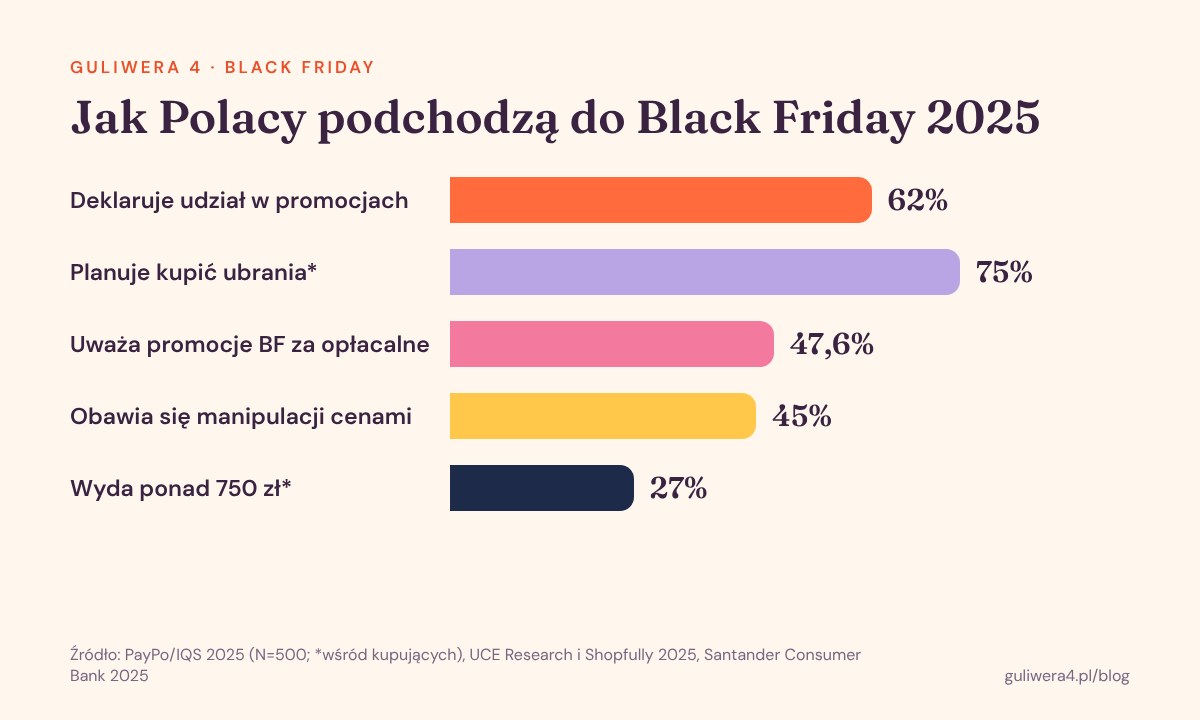 GULIWERA 4 · BLACK FRIDAY
Jak Polacy podchodzą do Black Friday 2025
Deklaruje udział w promocjach 62%
Planuje kupić ubrania* 75%
Uważa promocje BF za opłacalne 47,6%
Obawia się manipulacji cenami 45%
Wyda ponad 750 zł* 27%
Źródło: PayPo/IQS 2025 (N=500; *wśród kupujących), UCE Research i Shopfully 2025, Santander Consumer
Bank 2025
guliwera4.pl/blog